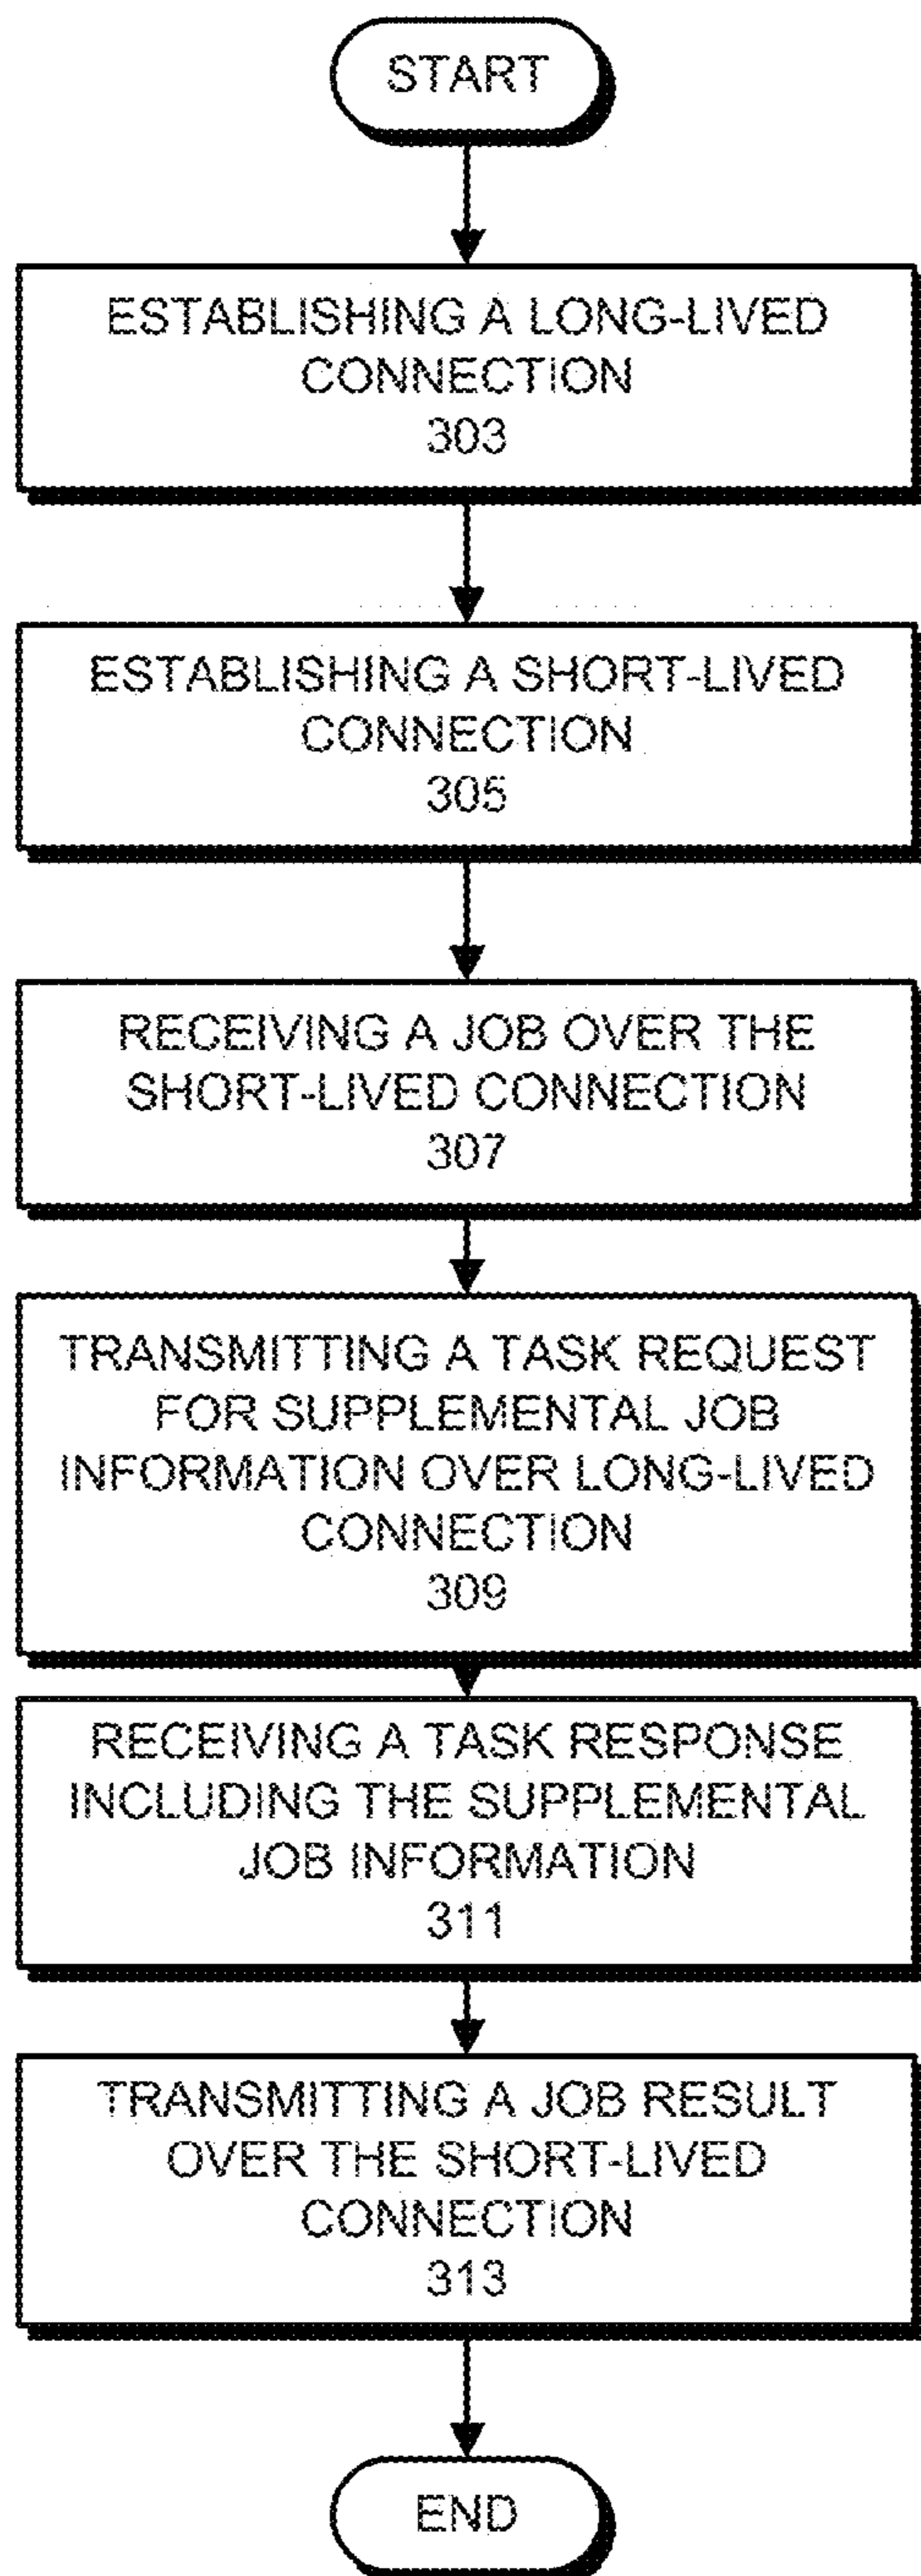 START
ESTABLISHING A LONG-LIVED
CONNECTION
303
ESTABLISHING A SHORT-LIVED
CONNECTION
305
RECEIVING A JOB OVER THE
SHORT-LIVED CONNECTION
307
TRANSMITTING A TASK REQUEST
FOR SUPPLEMENTAL JOB
INFORMATION OVER LONG-LIVED
CONNECTION
309
RECEIVING A TASK RESPONSE
INCLUDING THE SUPPLEMENTAL
JOB INFORMATION
311
TRANSMITTING A JOB RESULT
OVER THE SHORT-LIVED
CONNECTION
313
END